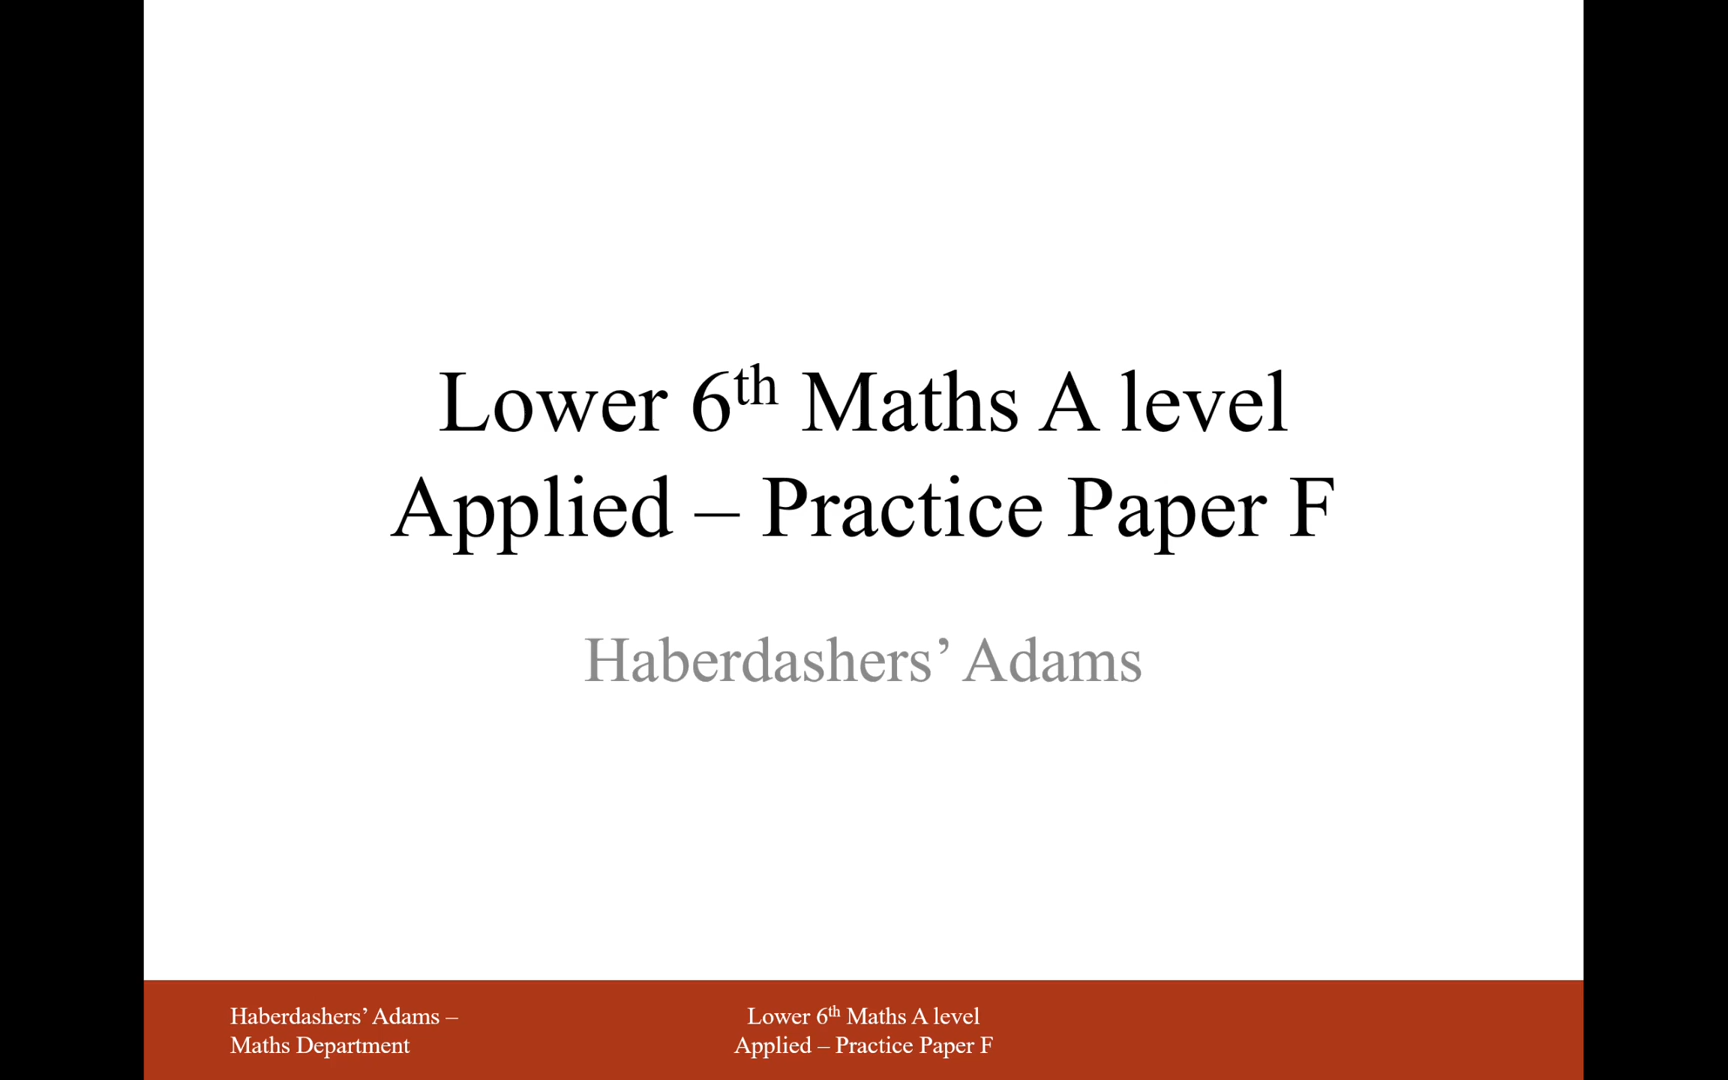 Lower 6th Maths A level
Applied – Practice Paper F
Haberdashers’ Adams
Haberdashers’ Adams –
Maths Department
Lower 6th Maths A level
Applied – Practice Paper F